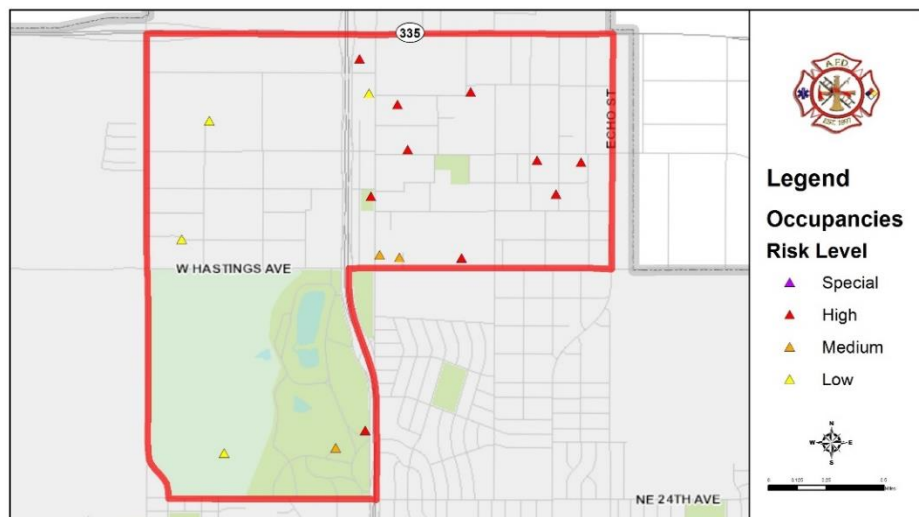 335
ECHO ST
W HASTINGS AVE
NE 24TH AVE
A.F.D.
Legend
Occupancies
Risk Level
Special
High
Medium
Low
N
W E
S